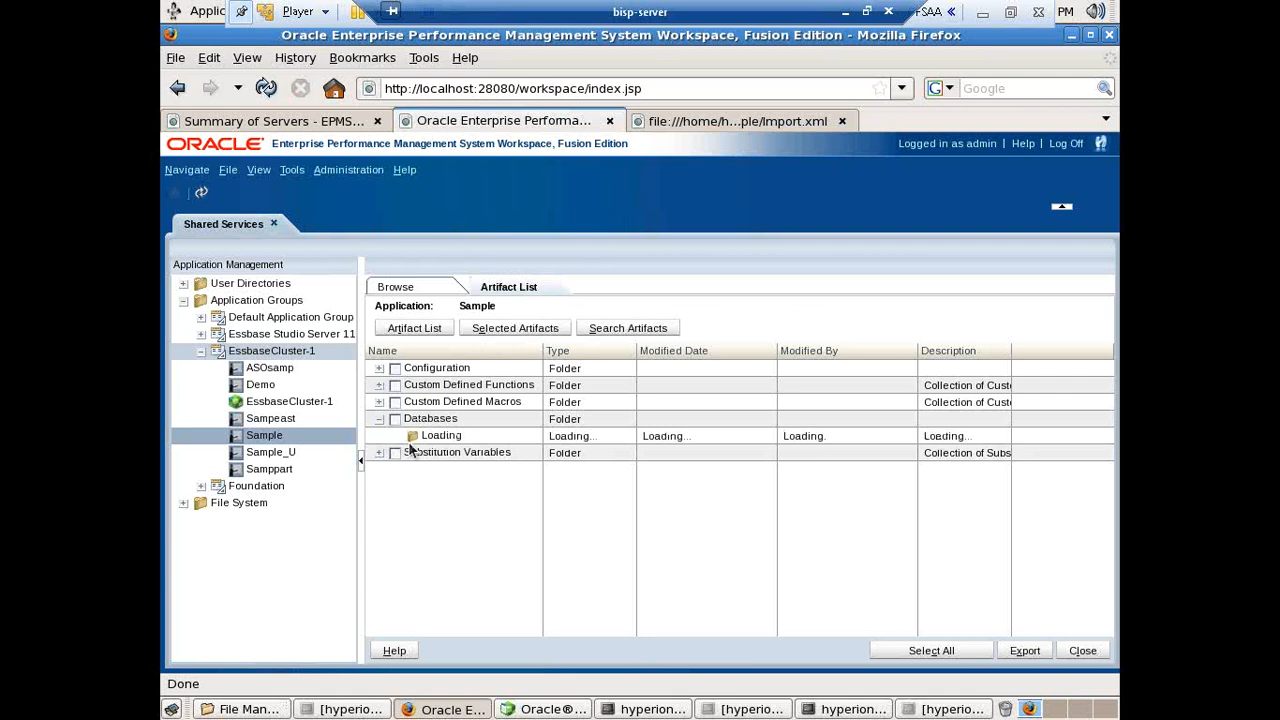 Applic Player bisp-server FSAA « PM
Oracle Enterprise Performance Management System Workspace, Fusion Edition - Mozilla Firefox
File Edit View History Bookmarks Tools Help
http://localhost:28080/workspace/index.jsp Google
Summary of Servers - EPMS... Oracle Enterprise Performa... file:///home/h...ple/Import.xml
ORACLE Enterprise Performance Management System Workspace, Fusion Edition Logged in as admin Help Log Off
Navigate File View Tools Administration Help
Shared Services
Application Management
User Directories
Application Groups
Default Application Group
Essbase Studio Server 11
EssbaseCluster-1
ASOsamp
Demo
EssbaseCluster-1
Sampeast
Sample
Sample_U
Samppart
Foundation
File System
Browse Artifact List
Application: Sample
Artifact List Selected Artifacts Search Artifacts
Name Type Modified Date Modified By Description
Configuration Folder
Custom Defined Functions Folder Collection of Cust
Custom Defined Macros Folder Collection of Cust
Databases Folder
Loading Loading... Loading... Loading. Loading...
Substitution Variables Folder Collection of Subs
Help Select All Export Close
Done
File Man... [hyperio... Oracle E... Oracle®... hyperion... [hyperio... hyperion... [hyperio...